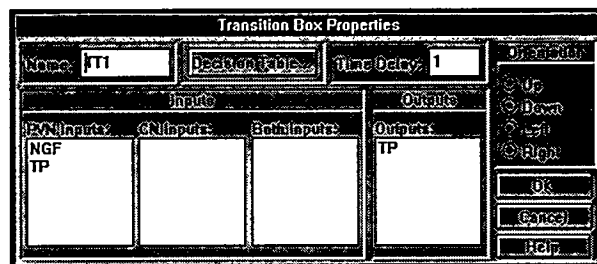 Transition Box Properties
Name: TT1
Decision Table...
Time Delay: 1
Orientation
Up
Down
Left
Right
Inputs
Outputs
PVN Inputs: CN Inputs: Both Inputs: Outputs:
NGF
TP
TP
Ok
Cancel
Help